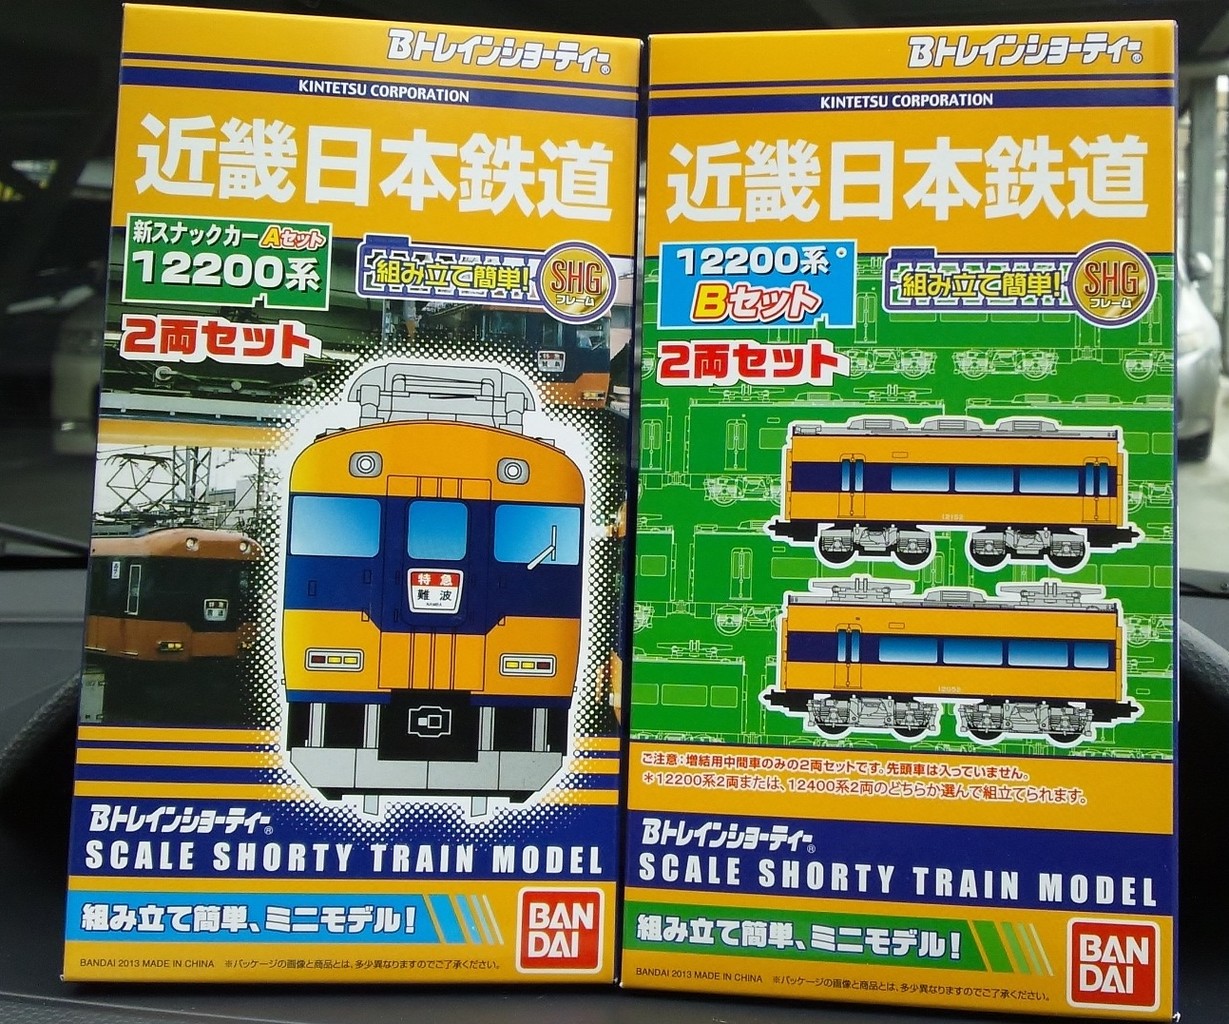 Bトレインショーティー®
KINTETSU CORPORATION
近畿日本鉄道
新スナックカー Aセット
12200系
組み立て簡単!
SHG
フレーム
2両セット
特急
難波
Bトレインショーティー®
SCALE SHORTY TRAIN MODEL
組み立て簡単、ミニモデル!
BAN
DAI
BANDAI 2013 MADE IN CHINA ※パッケージの画像と商品とは、多少異なりますのでご了承ください。
Bトレインショーティー®
KINTETSU CORPORATION
近畿日本鉄道
12200系
Bセット
組み立て簡単!
SHG
フレーム
2両セット
ご注意:増結用中間車のみの2両セットです。先頭車は入っていません。
*12200系2両または、12400系2両のどちらか選んで組立てられます。
Bトレインショーティー®
SCALE SHORTY TRAIN MODEL
組み立て簡単、ミニモデル!
BAN
DAI
BANDAI 2013 MADE IN CHINA ※パッケージの画像と商品とは、多少異なりますのでご了承ください。